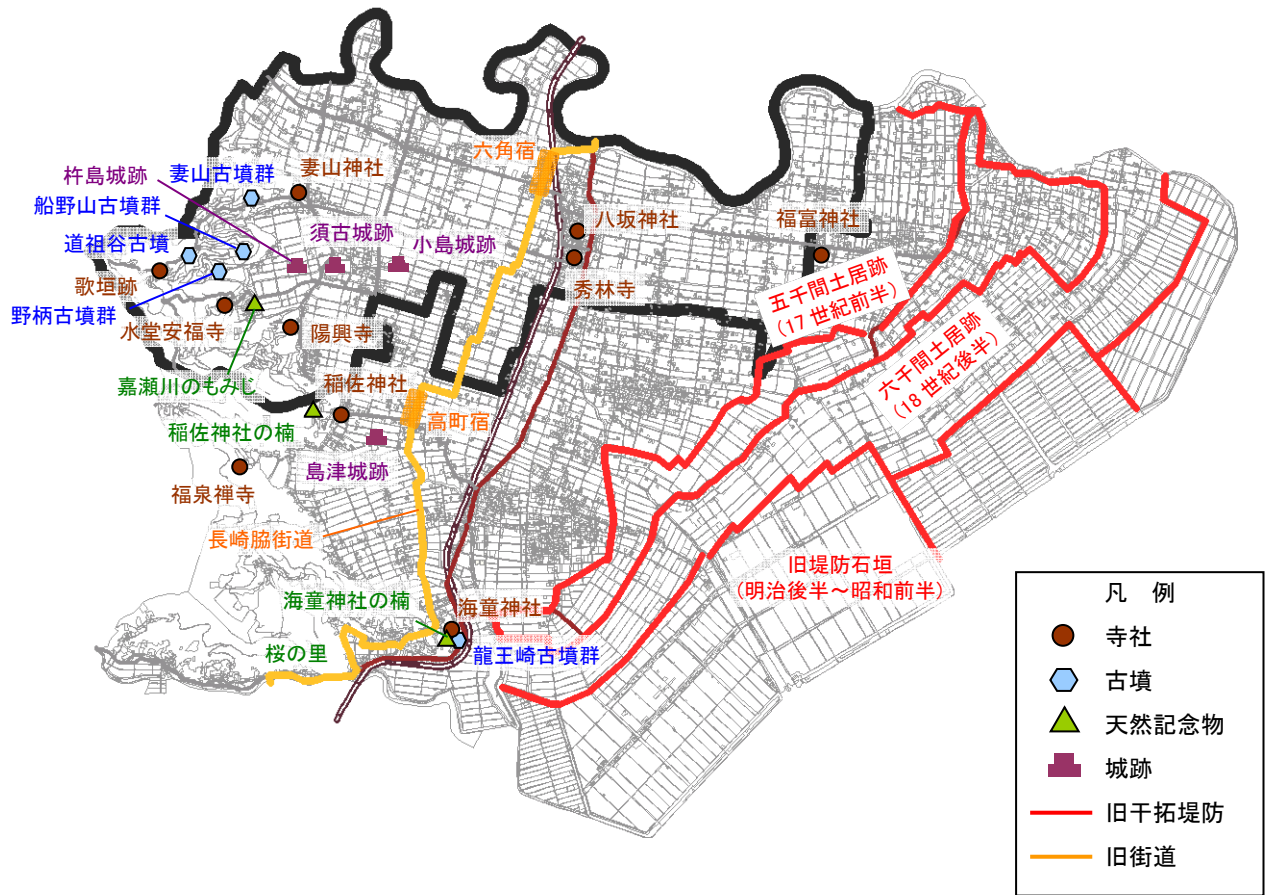 六角宿
妻山古墳群
妻山神社
杵島城跡
船野山古墳群
八坂神社
福富神社
須古城跡
小島城跡
道祖谷古墳
歌垣跡
秀林寺
五千間土居跡
(17世紀前半)
野柄古墳群
水堂安福寺
陽興寺
六千間土居跡
(18世紀後半)
嘉瀬川のもみじ
稲佐神社
高町宿
稲佐神社の楠
島津城跡
福泉禅寺
長崎脇街道
旧堤防石垣
(明治後半~昭和前半)
海童神社の楠
海童神社
桜の里
龍王崎古墳群
凡 例
寺社
古墳
天然記念物
城跡
旧干拓堤防
旧街道